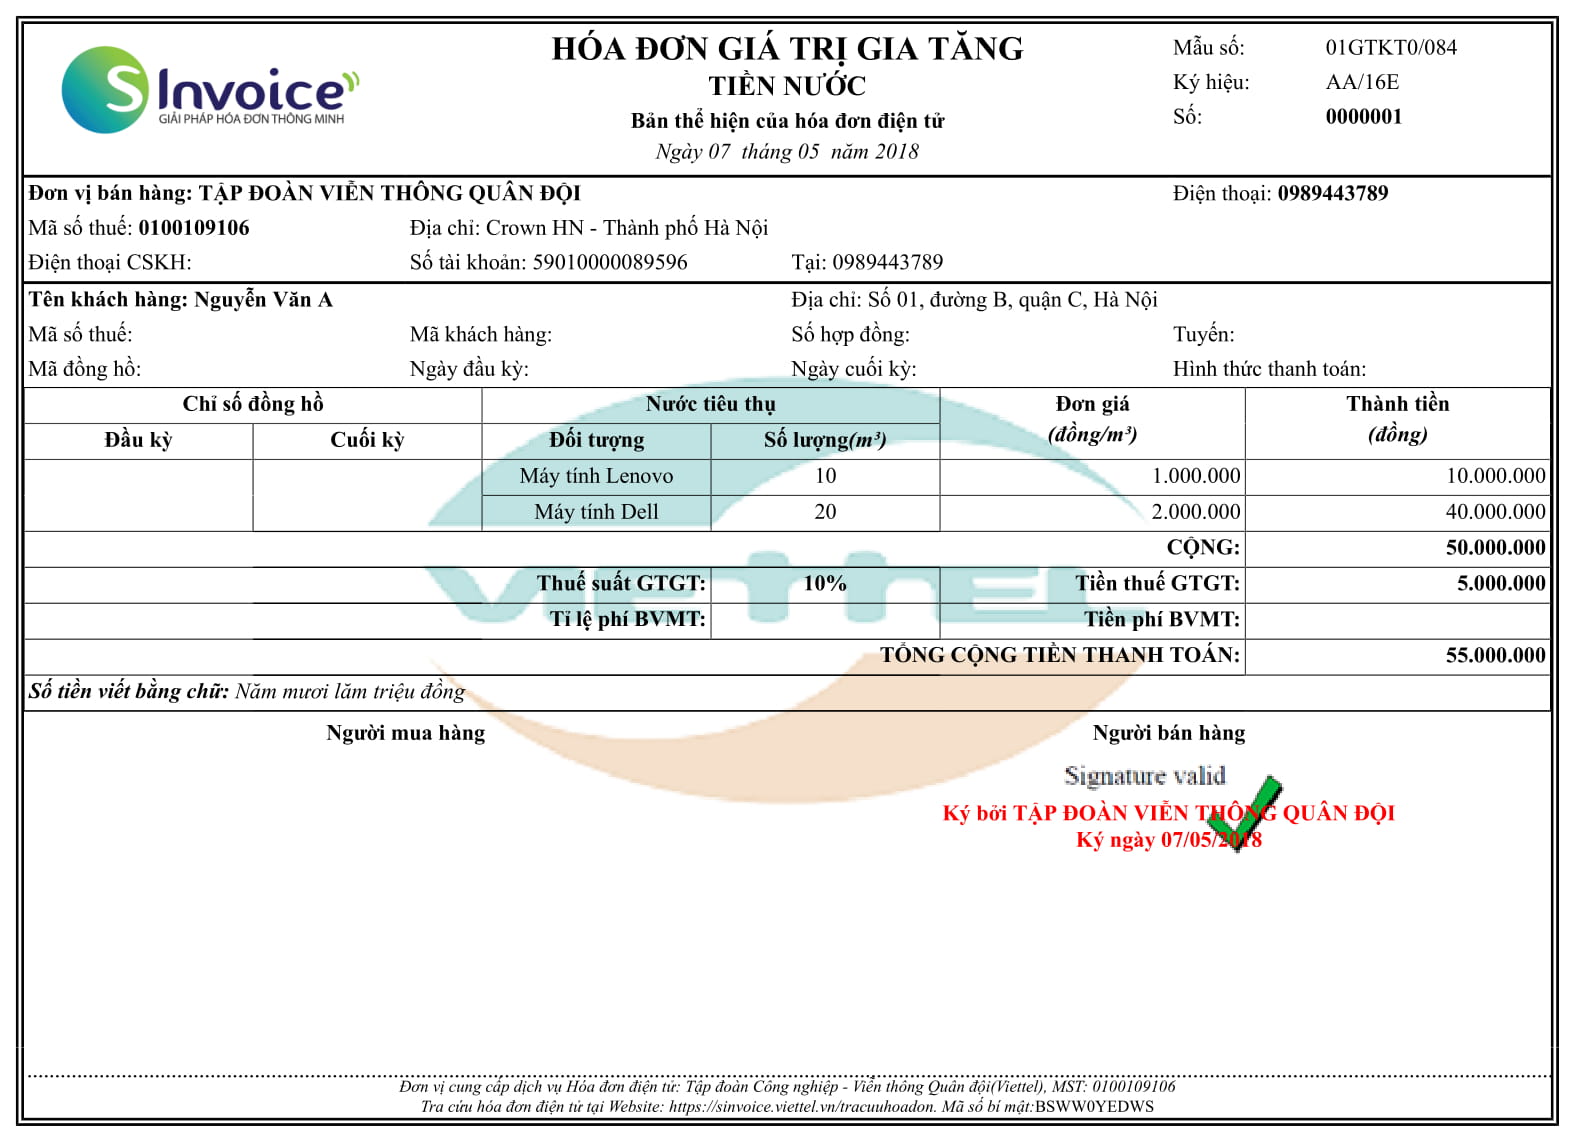 S Invoice
GIẢI PHÁP HÓA ĐƠN THÔNG MINH
HÓA ĐƠN GIÁ TRỊ GIA TĂNG
TIỀN NƯỚC
Bản thể hiện của hóa đơn điện tử
Ngày 07 tháng 05 năm 2018
Mẫu số: 01GTKT0/084
Ký hiệu: AA/16E
Số: 0000001
Đơn vị bán hàng: TẬP ĐOÀN VIỄN THÔNG QUÂN ĐỘI Điện thoại: 0989443789
Mã số thuế: 0100109106 Địa chỉ: Crown HN - Thành phố Hà Nội
Điện thoại CSKH: Số tài khoản: 59010000089596 Tại: 0989443789
Tên khách hàng: Nguyễn Văn A Địa chỉ: Số 01, đường B, quận C, Hà Nội
Mã số thuế: Mã khách hàng: Số hợp đồng: Tuyến:
Mã đồng hồ: Ngày đầu kỳ: Ngày cuối kỳ: Hình thức thanh toán:
Chỉ số đồng hồ Nước tiêu thụ Đơn giá Thành tiền
(đồng/m³) (đồng)
Đầu kỳ Cuối kỳ Đối tượng Số lượng(m³)
Máy tính Lenovo 10 1.000.000 10.000.000
Máy tính Dell 20 2.000.000 40.000.000
CỘNG: 50.000.000
Thuế suất GTGT: 10% Tiền thuế GTGT: 5.000.000
Tỉ lệ phí BVMT: Tiền phí BVMT:
VIETTEL
TỔNG CỘNG TIỀN THANH TOÁN: 55.000.000
Số tiền viết bằng chữ: Năm mươi lăm triệu đồng
Người mua hàng Người bán hàng
Signature valid
Ký bởi TẬP ĐOÀN VIỄN THÔNG QUÂN ĐỘI
Ký ngày 07/05/2018
Đơn vị cung cấp dịch vụ Hóa đơn điện tử: Tập đoàn Công nghiệp - Viễn thông Quân đội(Viettel), MST: 0100109106
Tra cứu hóa đơn điện tử tại Website: https://sinvoice.viettel.vn/tracuuhoadon. Mã số bí mật:BSWW0YEDWS